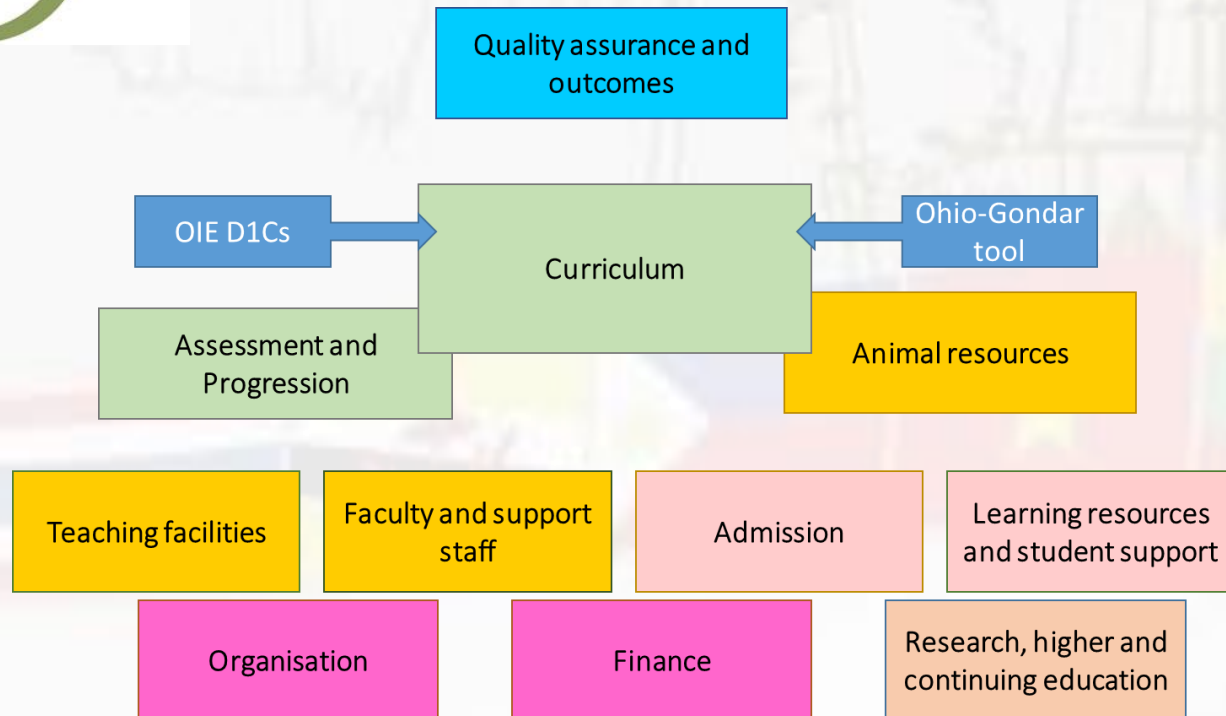 Quality assurance and
outcomes
OIE D1Cs
Ohio-Gondar
tool
Curriculum
Assessment and
Progression
Animal resources
Teaching facilities
Faculty and support
staff
Admission
Learning resources
and student support
Organisation
Finance
Research, higher and
continuing education